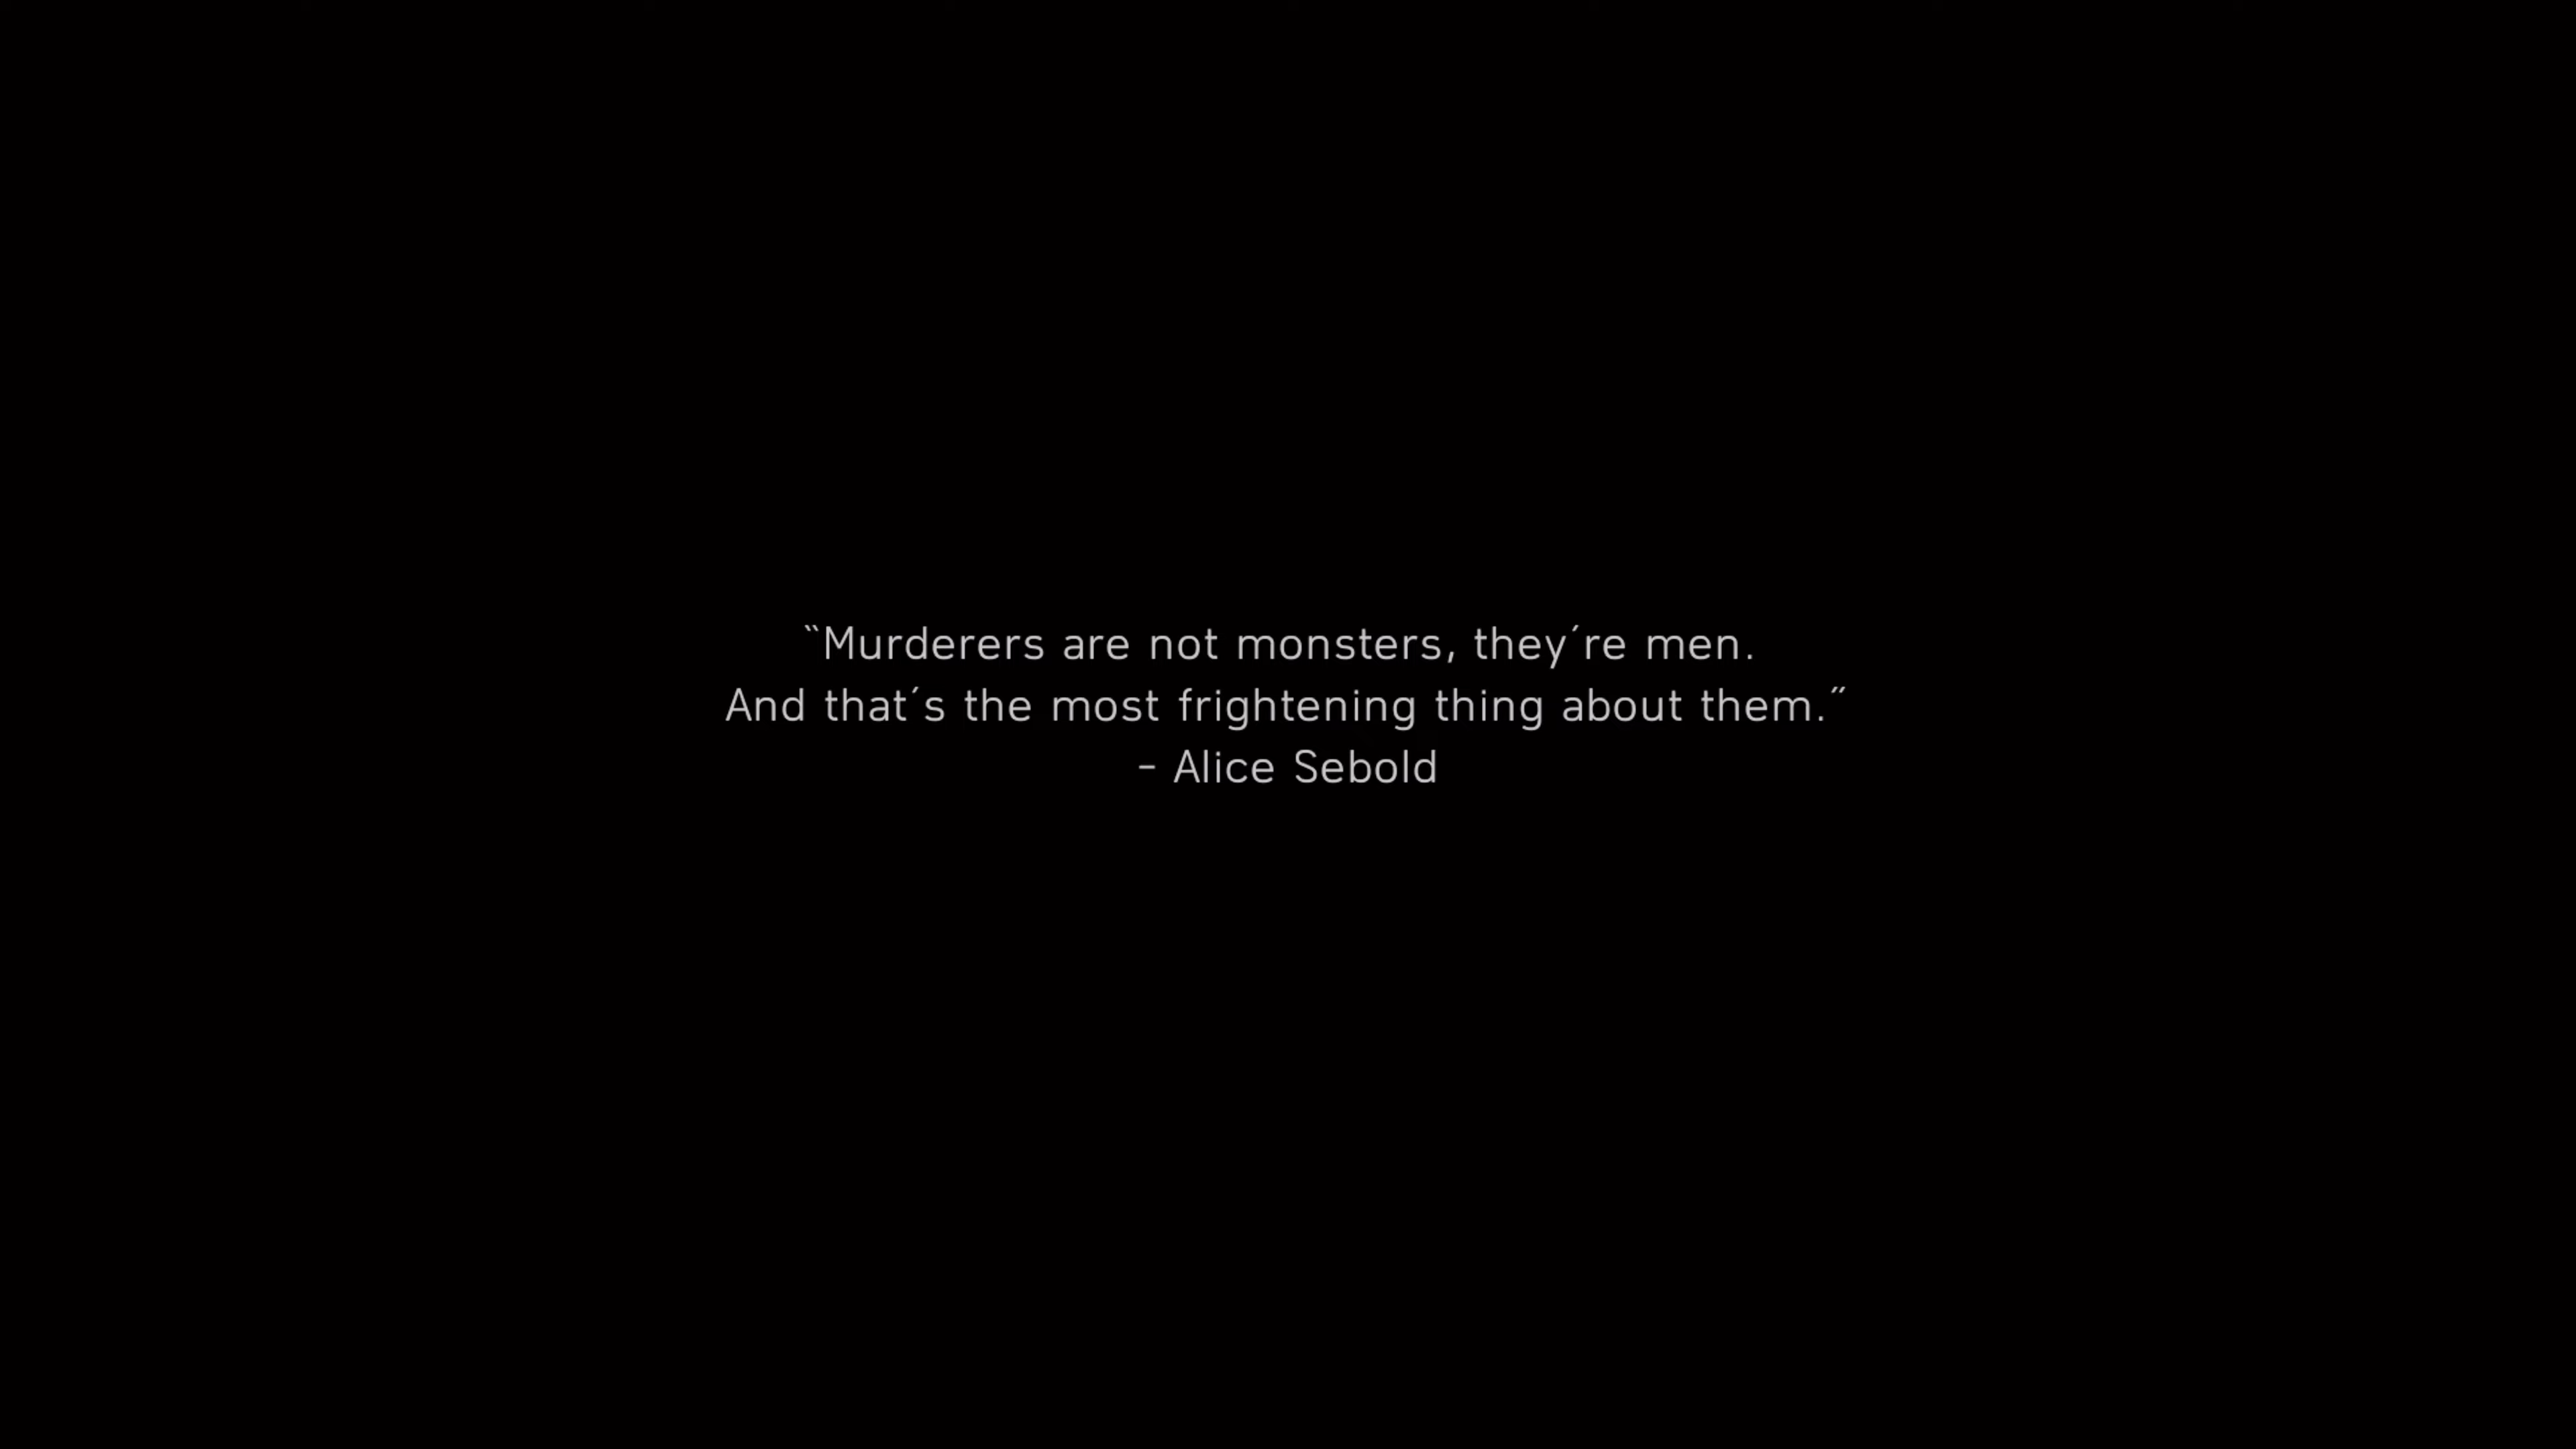 “Murderers are not monsters, they´re men.
And that´s the most frightening thing about them.”
- Alice Sebold